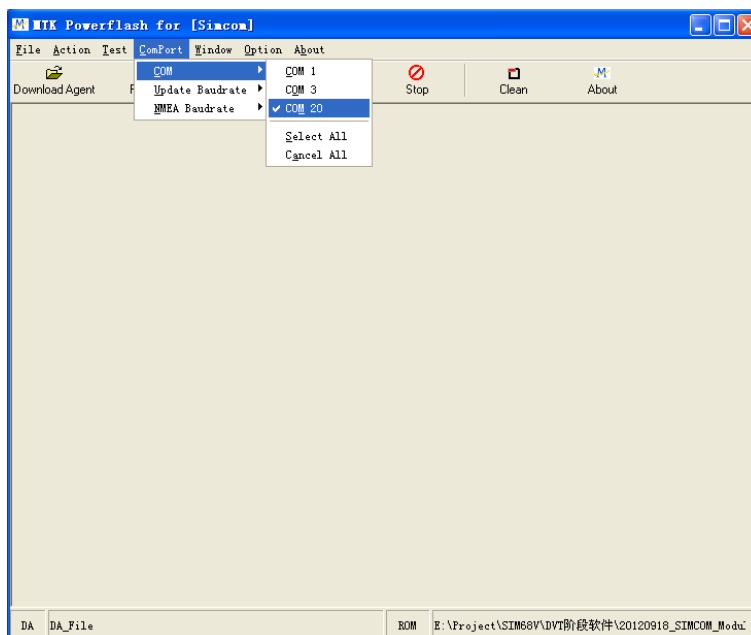 MTK Powerflash for [Simcom]
File Action Test ComPort Window Option About
Download Agent Stop Clean About
COM
Update Baudrate
NMEA Baudrate
COM 1
COM 3
COM 20
Select All
Cancel All
DA DA_File ROM E:\Project\SIM68V\DVT阶段软件\20120918_SIMCOM_Modul